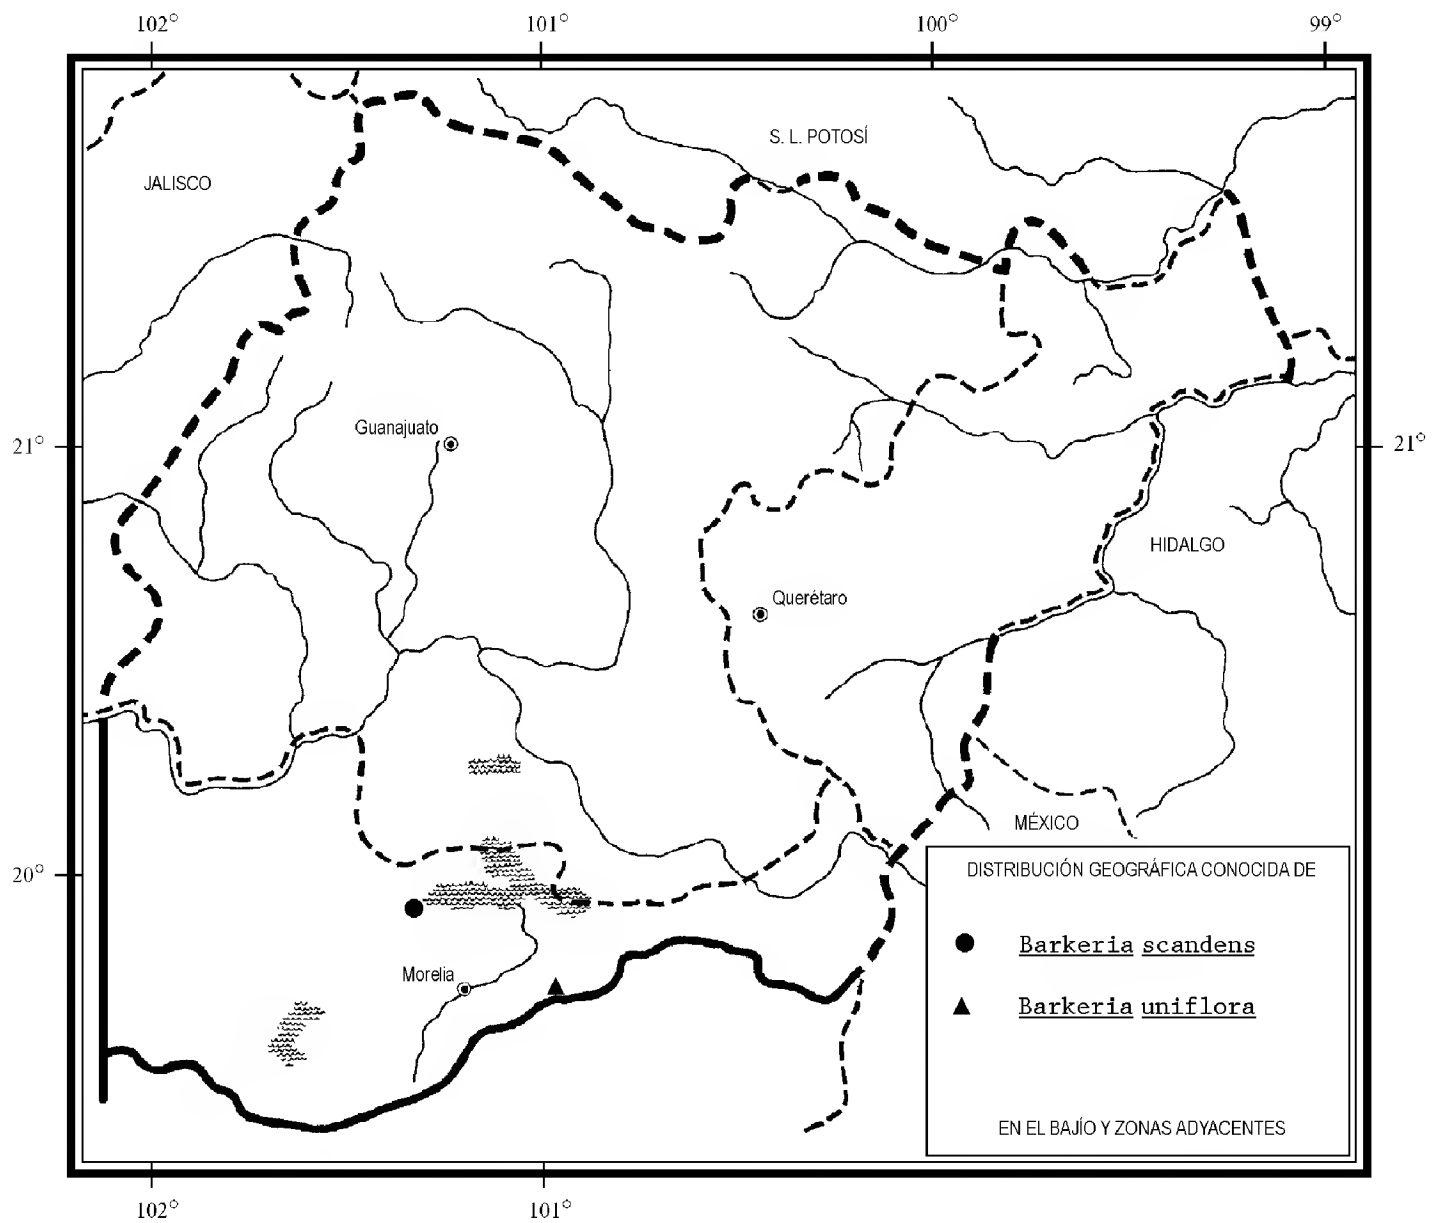 102° 101° 100° 99°
S. L. POTOSÍ
JALISCO
Guanajuato
21° 21°
HIDALGO
Querétaro
MÉXICO
20°
DISTRIBUCIÓN GEOGRÁFICA CONOCIDA DE
Barkeria scandens
Morelia
Barkeria uniflora
EN EL BAJÍO Y ZONAS ADYACENTES
102° 101°